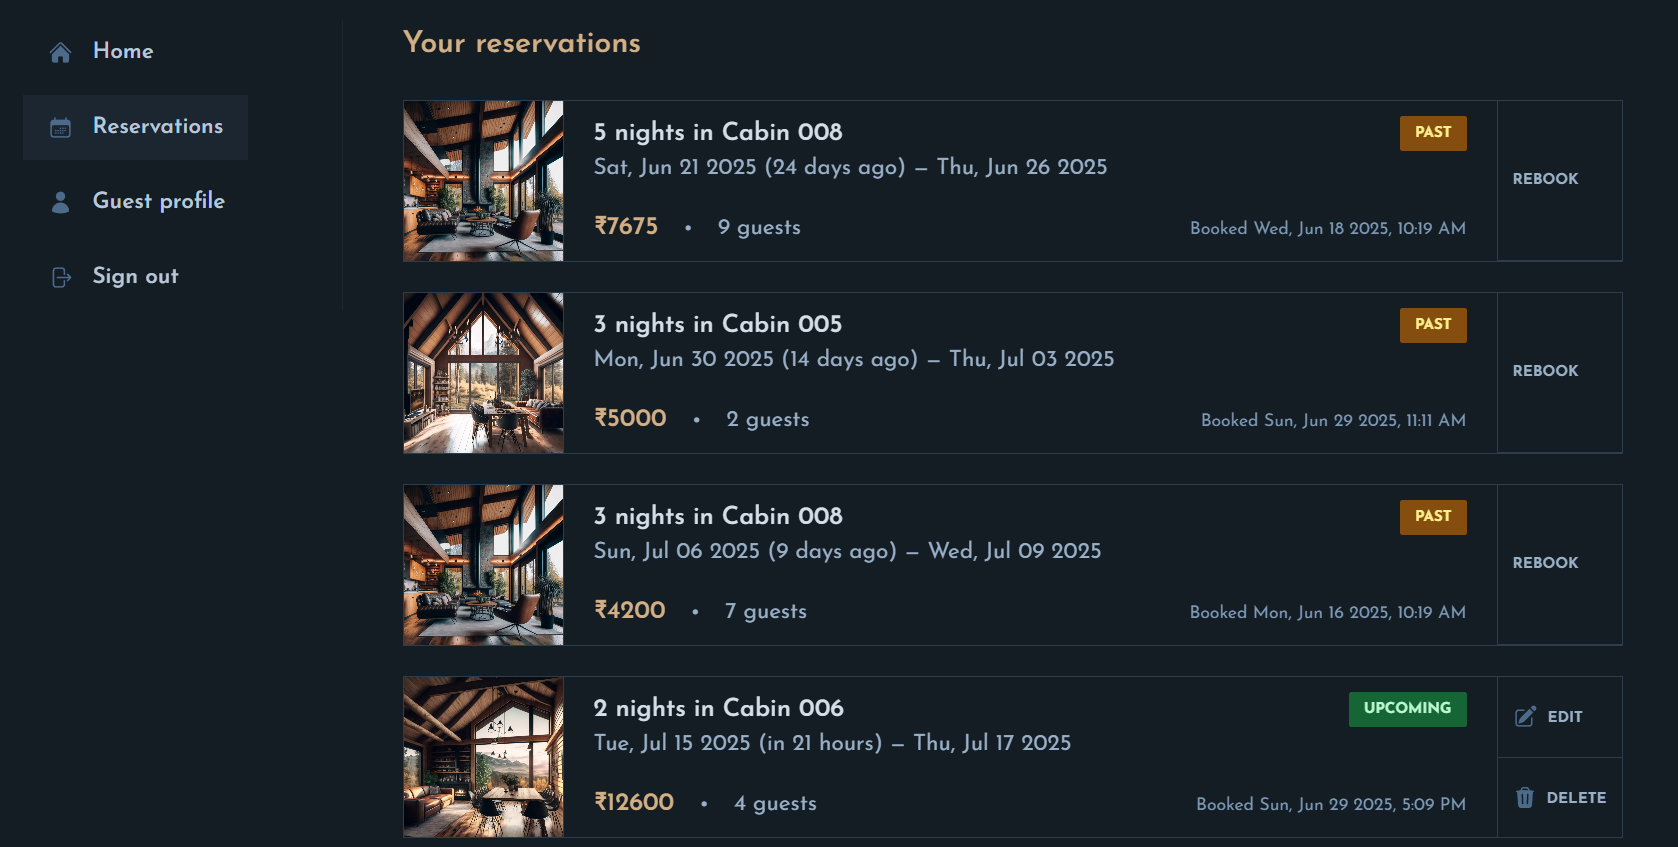 Home
Reservations
Guest profile
Sign out
Your reservations
5 nights in Cabin 008
PAST
Sat, Jun 21 2025 (24 days ago) — Thu, Jun 26 2025
REBOOK
₹7675 • 9 guests
Booked Wed, Jun 18 2025, 10:19 AM
3 nights in Cabin 005
PAST
Mon, Jun 30 2025 (14 days ago) — Thu, Jul 03 2025
REBOOK
₹5000 • 2 guests
Booked Sun, Jun 29 2025, 11:11 AM
3 nights in Cabin 008
PAST
Sun, Jul 06 2025 (9 days ago) — Wed, Jul 09 2025
REBOOK
₹4200 • 7 guests
Booked Mon, Jun 16 2025, 10:19 AM
2 nights in Cabin 006
UPCOMING
EDIT
Tue, Jul 15 2025 (in 21 hours) — Thu, Jul 17 2025
₹12600 • 4 guests
Booked Sun, Jun 29 2025, 5:09 PM
DELETE